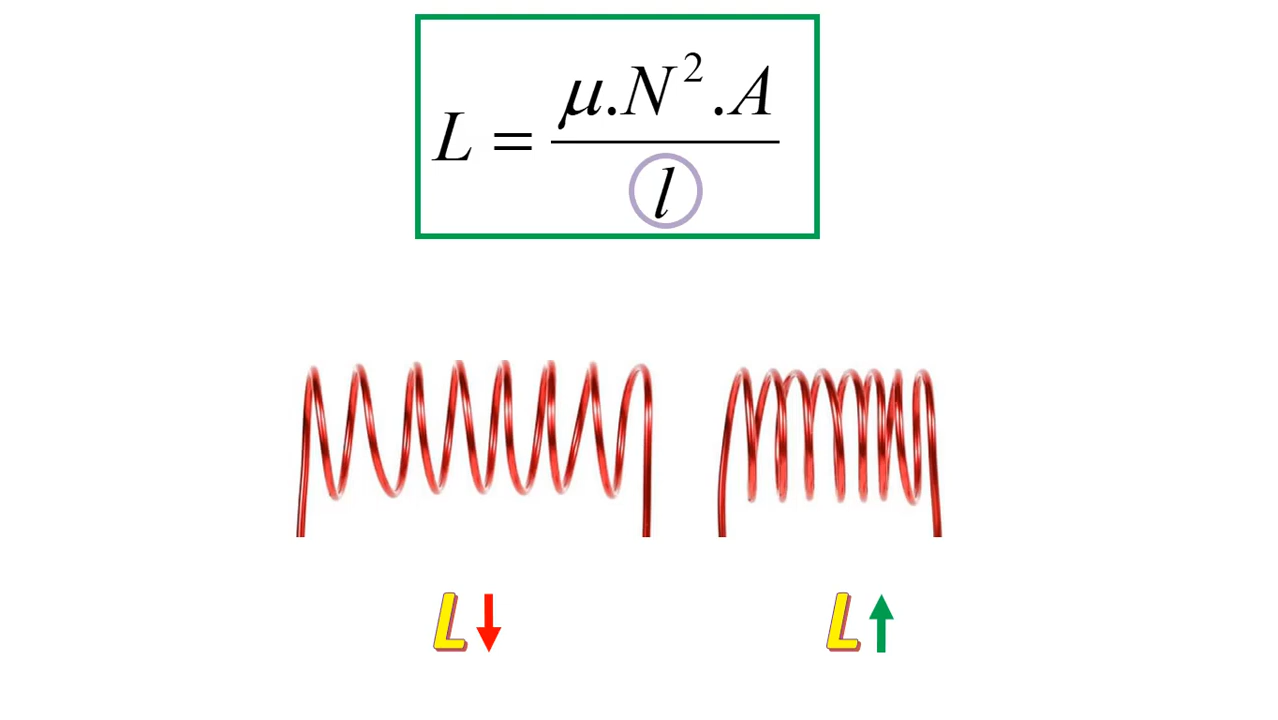 L = μ.N².A / l
L↓ L↑